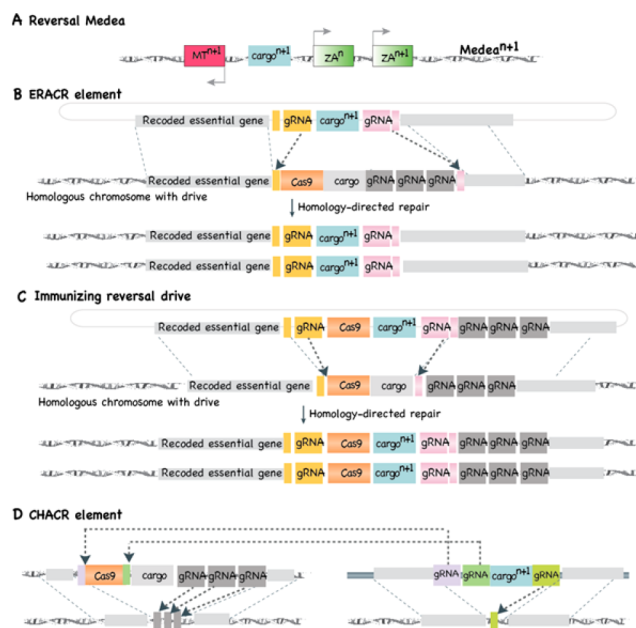 A Reversal Medea
MTⁿ⁺¹ cargoⁿ⁺¹ ZAⁿ ZAⁿ⁺¹ Medeaⁿ⁺¹
B ERACR element
Recoded essential gene gRNA cargoⁿ⁺¹ gRNA
Recoded essential gene Cas9 cargo gRNA gRNA gRNA
Homologous chromosome with drive
Homology-directed repair
Recoded essential gene gRNA cargoⁿ⁺¹ gRNA
Recoded essential gene gRNA cargoⁿ⁺¹ gRNA
C Immunizing reversal drive
Recoded essential gene gRNA Cas9 cargoⁿ⁺¹ gRNA gRNA gRNA gRNA
Recoded essential gene Cas9 cargo gRNA gRNA gRNA
Homologous chromosome with drive
Homology-directed repair
Recoded essential gene gRNA Cas9 cargoⁿ⁺¹ gRNA gRNA gRNA gRNA
Recoded essential gene gRNA Cas9 cargoⁿ⁺¹ gRNA gRNA gRNA gRNA
D CHACR element
Cas9 cargo gRNA gRNA gRNA gRNA gRNA cargoⁿ⁺¹ gRNA